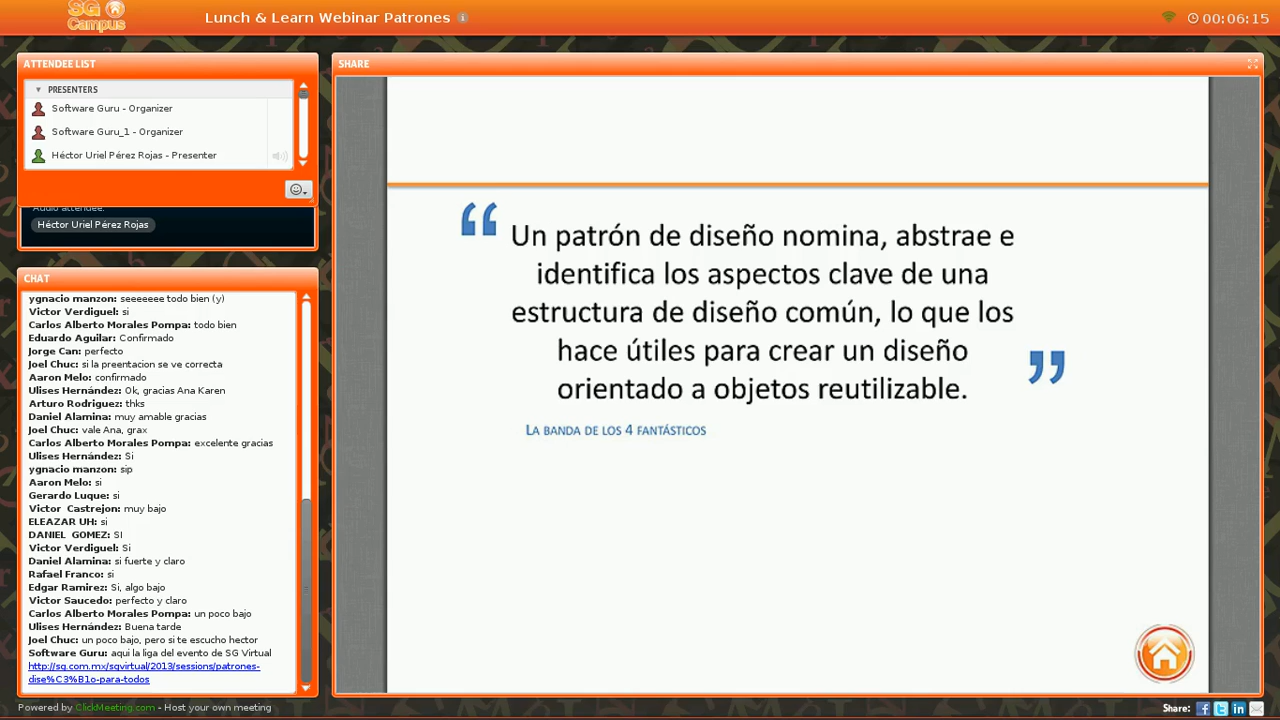 SG Campus
Lunch & Learn Webinar Patrones
00:06:15
ATTENDEE LIST
PRESENTERS
Software Guru - Organizer
Software Guru_1 - Organizer
Héctor Uriel Pérez Rojas - Presenter
Audio attendee:
Héctor Uriel Pérez Rojas
CHAT
ygnacio manzon: seeeeeee todo bien (y)
Victor Verdiguel: si
Carlos Alberto Morales Pompa: todo bien
Eduardo Aguilar: Confirmado
Jorge Can: perfecto
Joel Chuc: si la preentacion se ve correcta
Aaron Melo: confirmado
Ulises Hernández: Ok, gracias Ana Karen
Arturo Rodriguez: thks
Daniel Alamina: muy amable gracias
Joel Chuc: vale Ana, grax
Carlos Alberto Morales Pompa: excelente gracias
Ulises Hernández: Si
ygnacio manzon: sip
Aaron Melo: si
Gerardo Luque: si
Victor Castrejon: muy bajo
ELEAZAR UH: si
DANIEL GOMEZ: SI
Victor Verdiguel: Si
Daniel Alamina: si fuerte y claro
Rafael Franco: si
Edgar Ramirez: Si, algo bajo
Victor Saucedo: perfecto y claro
Carlos Alberto Morales Pompa: un poco bajo
Ulises Hernández: Buena tarde
Joel Chuc: un poco bajo, pero si te escucho hector
Software Guru: aqui la liga del evento de SG Virtual
http://sg.com.mx/sgvirtual/2013/sessions/patrones-
dise%C3%B1o-para-todos
SHARE
“Un patrón de diseño nomina, abstrae e
identifica los aspectos clave de una
estructura de diseño común, lo que los
hace útiles para crear un diseño
orientado a objetos reutilizable.”
LA BANDA DE LOS 4 FANTÁSTICOS
Powered by ClickMeeting.com - Host your own meeting
Share: